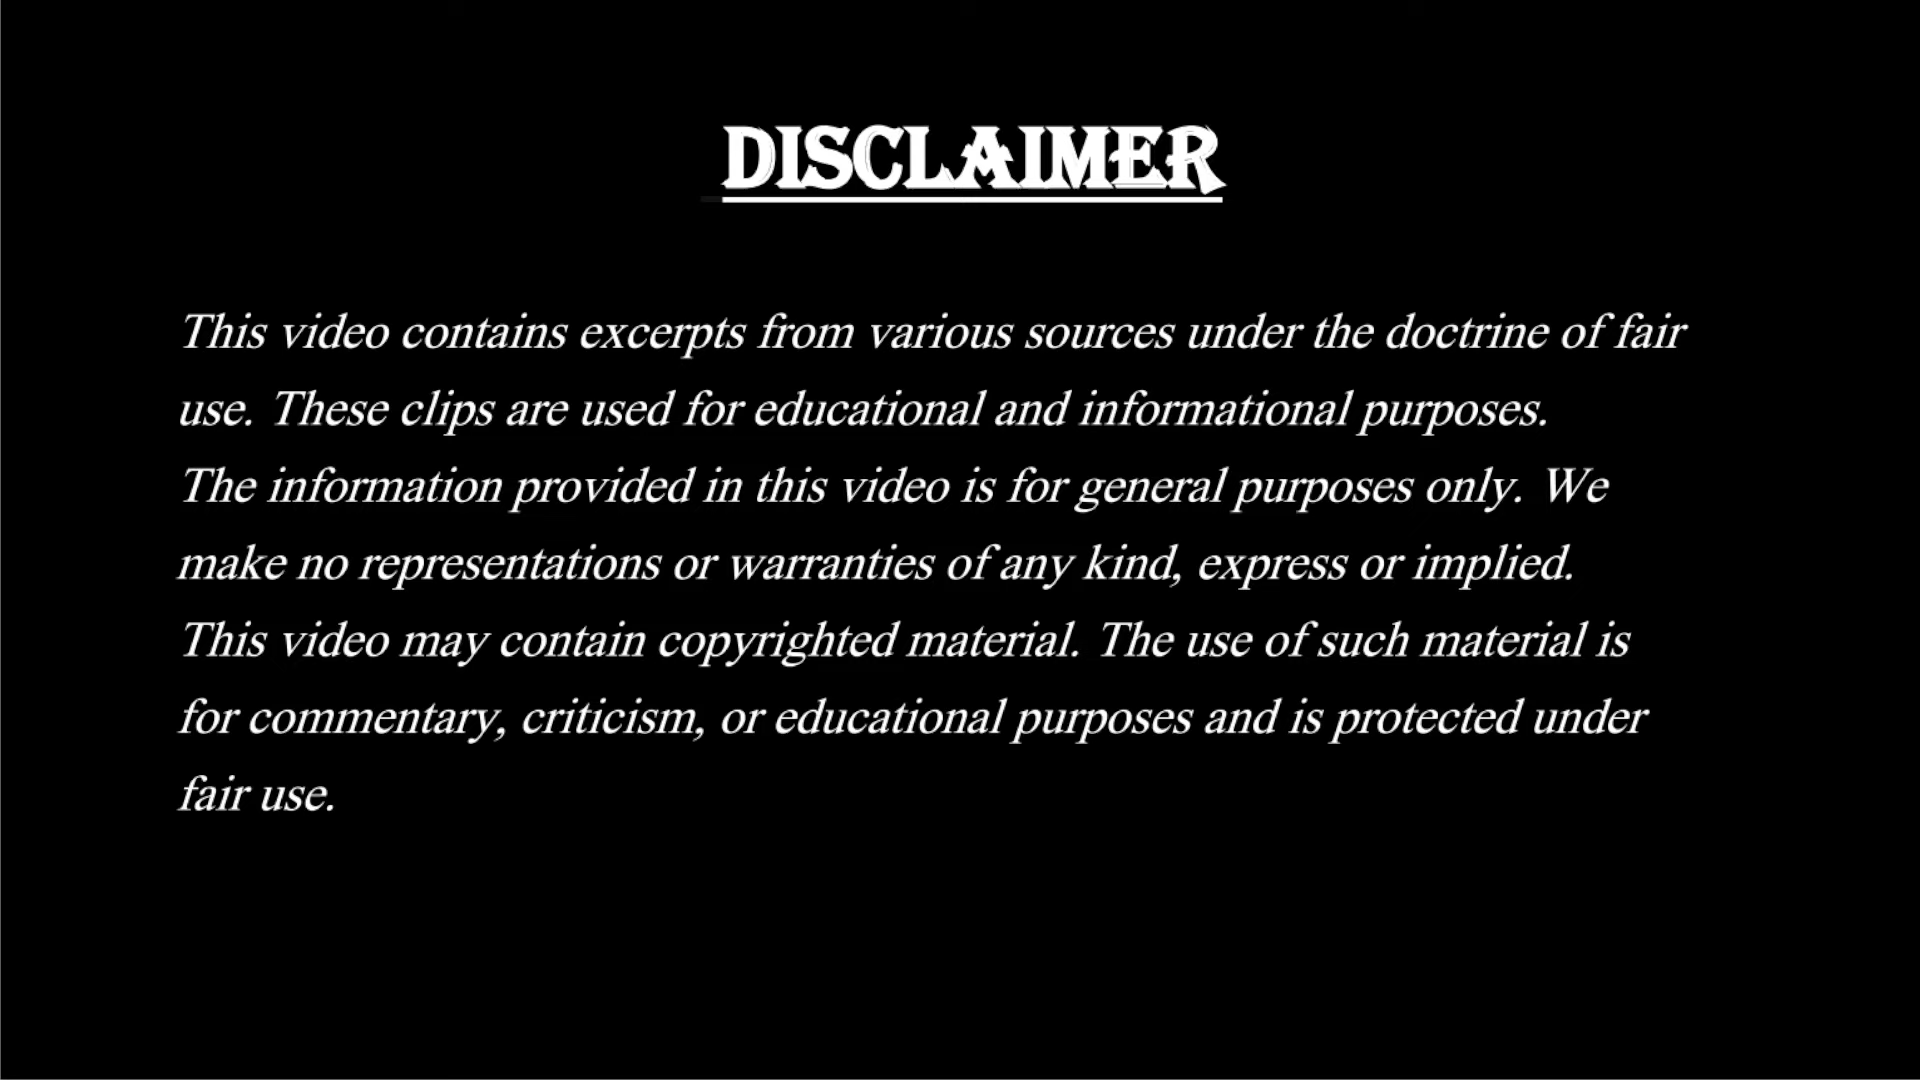 DISCLAIMER
This video contains excerpts from various sources under the doctrine of fair
use. These clips are used for educational and informational purposes.
The information provided in this video is for general purposes only. We
make no representations or warranties of any kind, express or implied.
This video may contain copyrighted material. The use of such material is
for commentary, criticism, or educational purposes and is protected under
fair use.